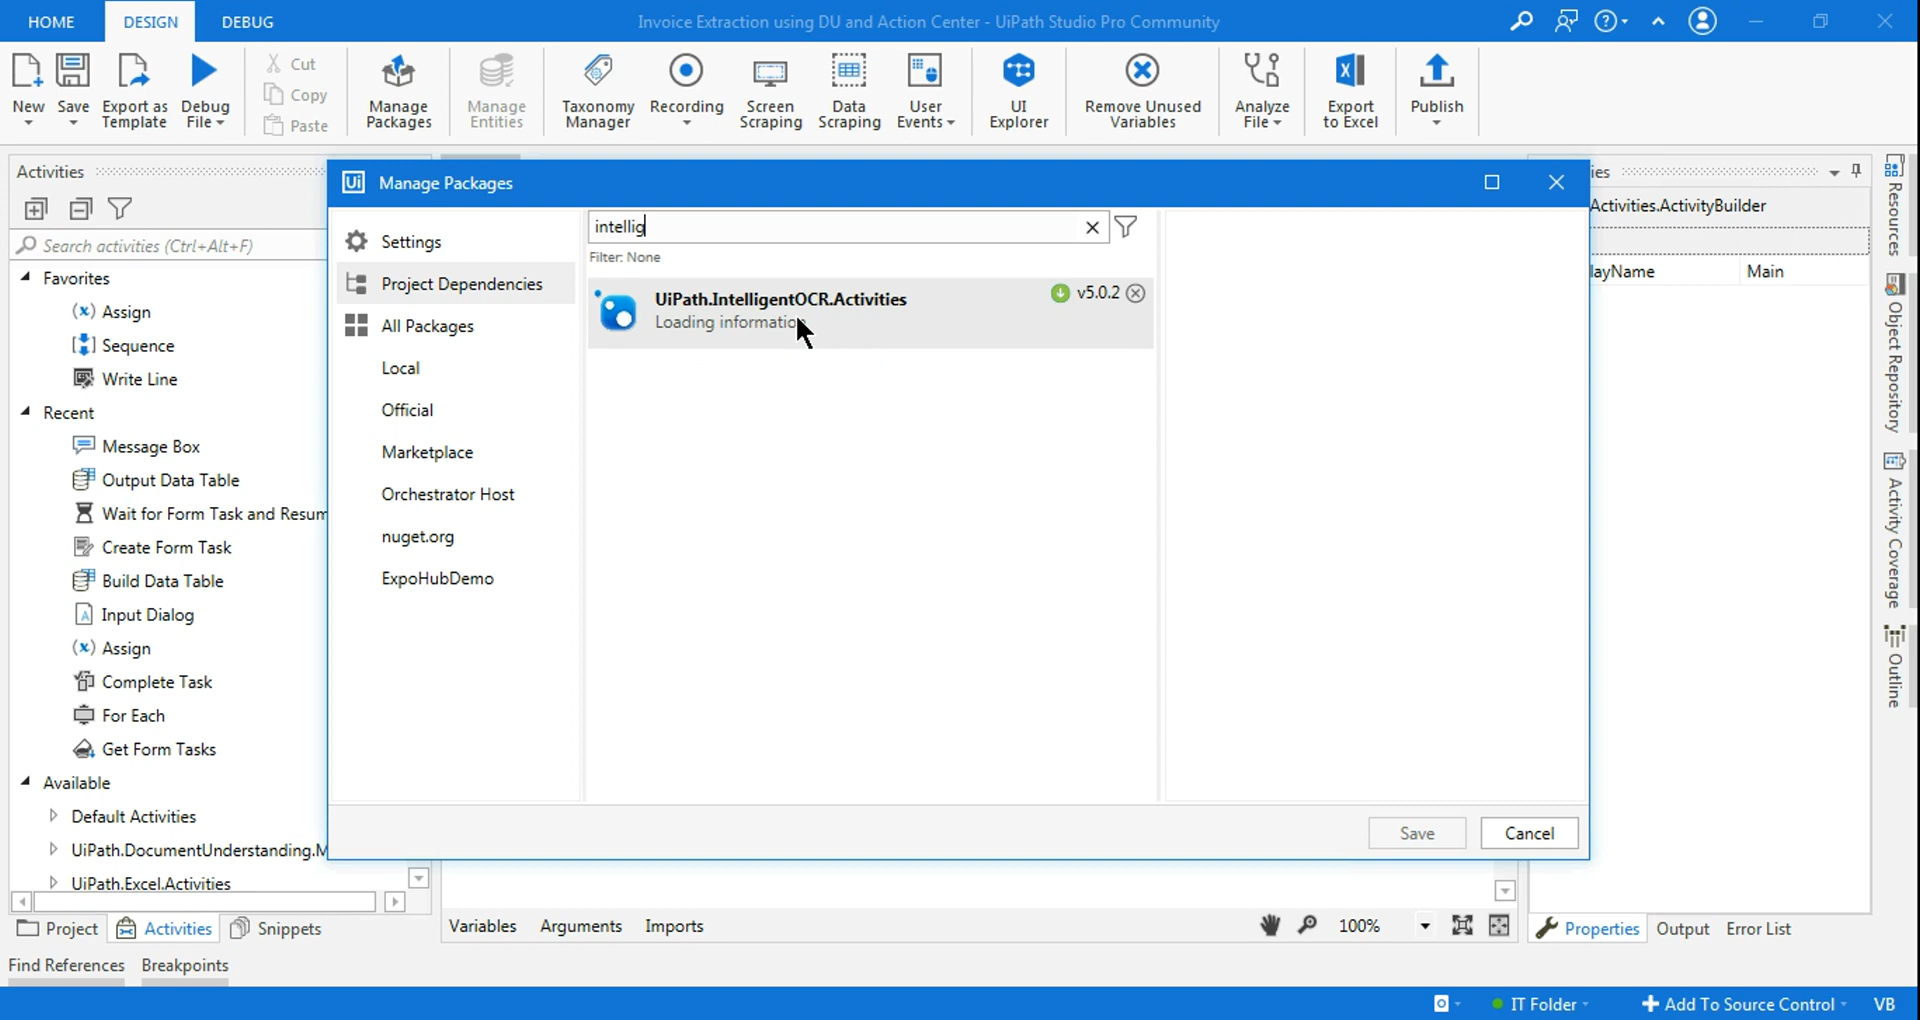 HOME DESIGN DEBUG
Invoice Extraction using DU and Action Center - UiPath Studio Pro Community
New Save Export as Template Debug File
Cut
Copy
Paste
Manage Packages
Manage Entities
Taxonomy Manager
Recording
Screen Scraping
Data Scraping
User Events
UI Explorer
Remove Unused Variables
Analyze File
Export to Excel
Publish
Activities
Search activities (Ctrl+Alt+F)
Favorites
(x) Assign
Sequence
Write Line
Recent
Message Box
Output Data Table
Wait for Form Task and Resum
Create Form Task
Build Data Table
Input Dialog
(x) Assign
Complete Task
For Each
Get Form Tasks
Available
Default Activities
UiPath.DocumentUnderstanding.M
UiPath.Excel.Activities
Project Activities Snippets
Find References Breakpoints
Ui Manage Packages
Settings
Project Dependencies
All Packages
Local
Official
Marketplace
Orchestrator Host
nuget.org
ExpoHubDemo
intellig
Filter: None
UiPath.IntelligentOCR.Activities
v5.0.2
Loading information
Save Cancel
Variables Arguments Imports
100%
ies
Activities.ActivityBuilder
layName Main
Properties Output Error List
Resources
Object Repository
Activity Coverage
Outline
IT Folder Add To Source Control VB